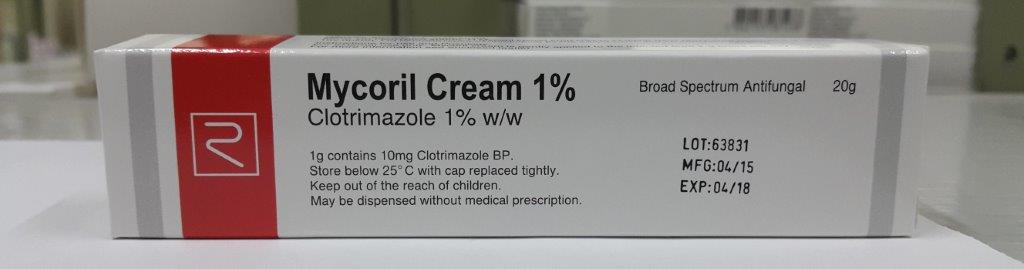 Mycoril Cream 1%
Clotrimazole 1% w/w
Broad Spectrum Antifungal 20g
1g contains 10mg Clotrimazole BP.
Store below 25°C with cap replaced tightly.
Keep out of the reach of children.
May be dispensed without medical prescription.
LOT:63831
MFG:04/15
EXP:04/18